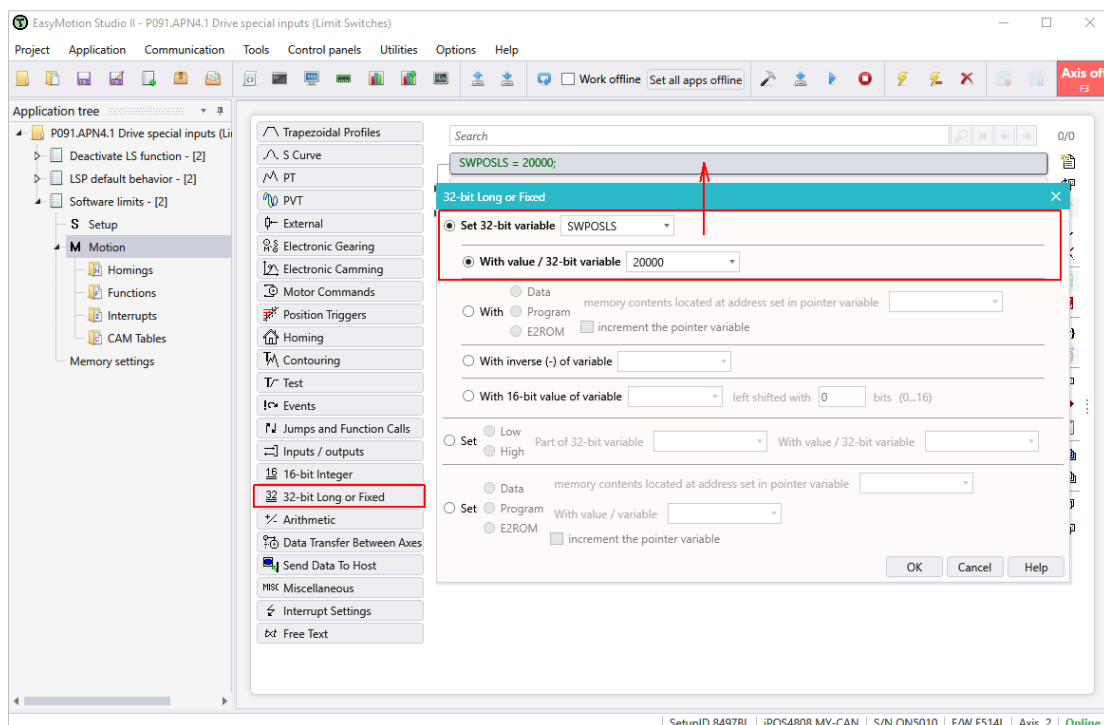 EasyMotion Studio II - P091.APN4.1 Drive special inputs (Limit Switches)
Project Application Communication Tools Control panels Utilities Options Help
Work offline Set all apps offline Axis off
F3
Application tree
P091.APN4.1 Drive special inputs (Li
Deactivate LS function - [2]
LSP default behavior - [2]
Software limits - [2]
S Setup
M Motion
Homings
Functions
Interrupts
CAM Tables
Memory settings
Trapezoidal Profiles
S Curve
PT
PVT
External
Electronic Gearing
Electronic Camming
Motor Commands
Position Triggers
Homing
Contouring
Test
Events
Jumps and Function Calls
Inputs / outputs
16 16-bit Integer
32 32-bit Long or Fixed
Arithmetic
Data Transfer Between Axes
Send Data To Host
MISC Miscellaneous
Interrupt Settings
txt Free Text
Search 0/0
SWPOSLS = 20000;
32-bit Long or Fixed
Set 32-bit variable SWPOSLS
With value / 32-bit variable 20000
Data
With Program memory contents located at address set in pointer variable
E2ROM increment the pointer variable
With inverse (-) of variable
With 16-bit value of variable left shifted with 0 bits (0...16)
Low
Set Part of 32-bit variable With value / 32-bit variable
High
Data memory contents located at address set in pointer variable
Set Program With value / variable
E2ROM increment the pointer variable
OK Cancel Help
SetupID 8497BL iPOS4808 MY-CAN S/N ON5010 F/W F514L Axis 2 Online